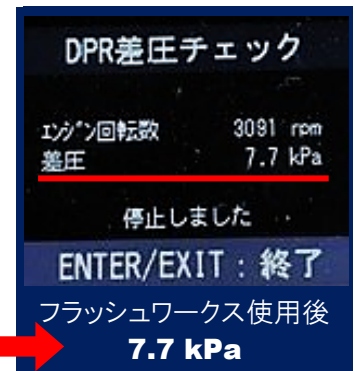 DPR差圧チェック
エンジン回転数 3091 rpm
差圧 7.7 kPa
停止しました
ENTER/EXIT：終了
フラッシュワークス使用後
7.7 kPa